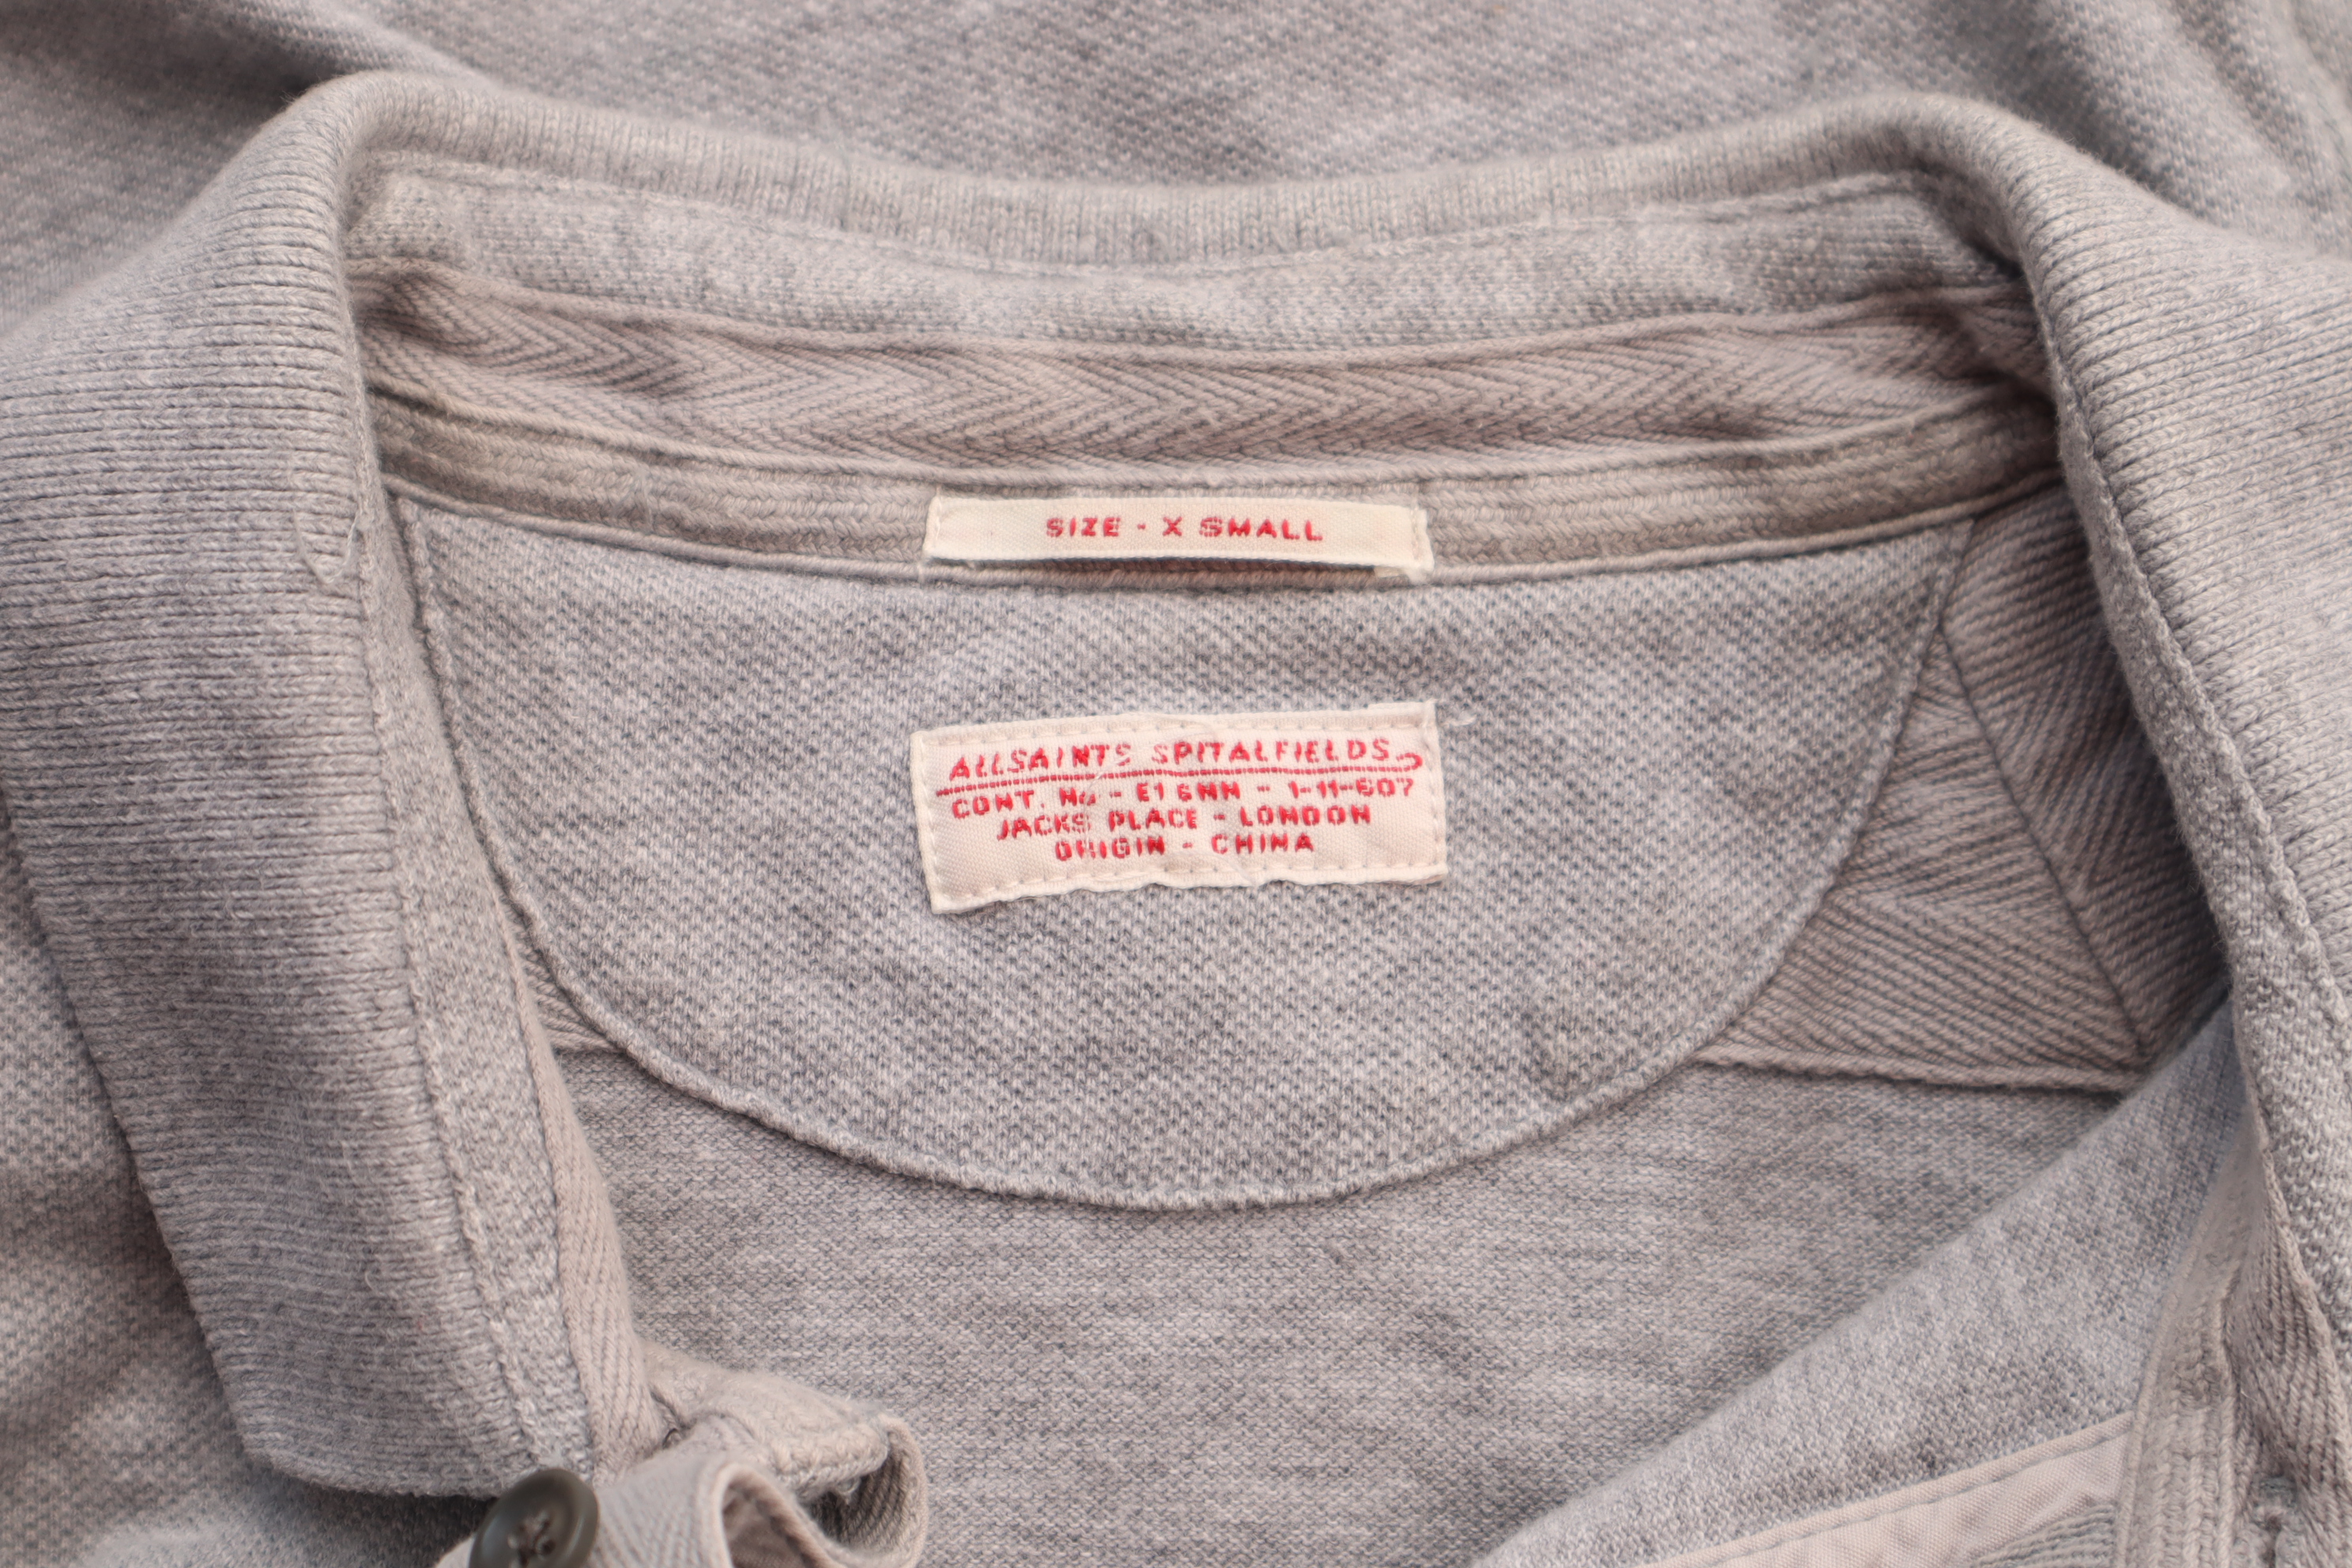 SIZE - X SMALL
ALLSAINTS SPITALFIELDS
CONT. No - E1 6NN - 1-11-607
JACKS PLACE - LONDON
ORIGIN - CHINA